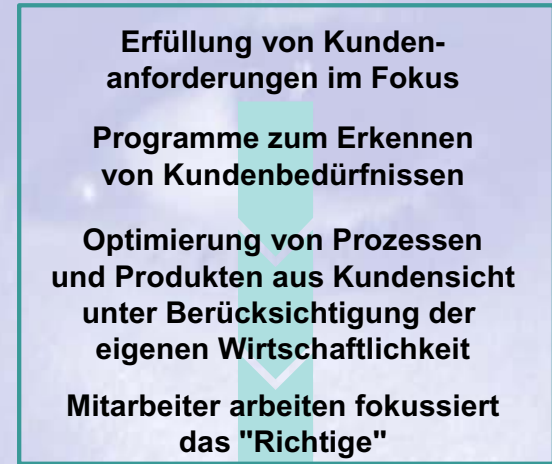 Erfüllung von Kunden-
anforderungen im Fokus
Programme zum Erkennen
von Kundenbedürfnissen
Optimierung von Prozessen
und Produkten aus Kundensicht
unter Berücksichtigung der
eigenen Wirtschaftlichkeit
Mitarbeiter arbeiten fokussiert
das "Richtige"